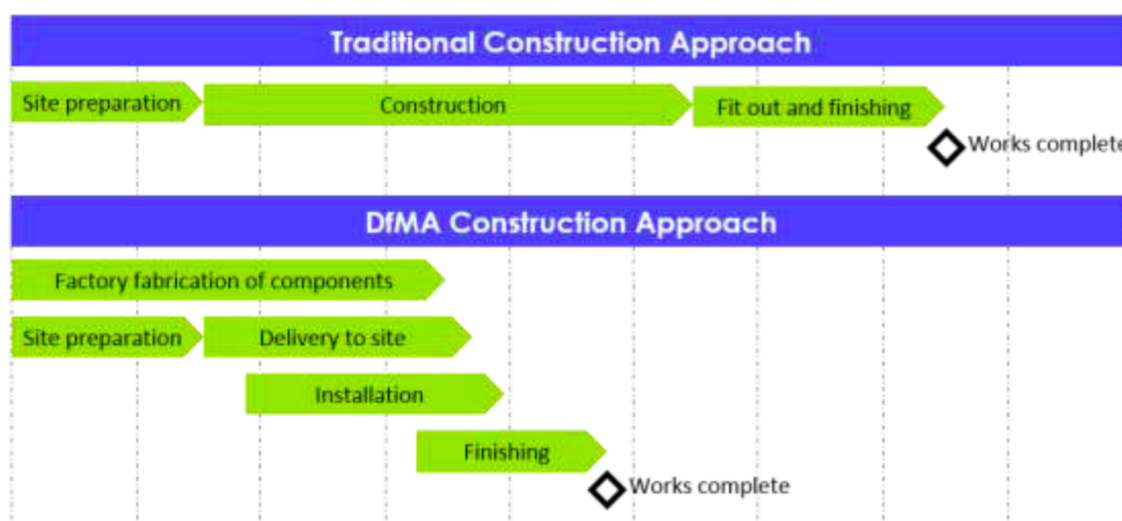 Traditional Construction Approach
Site preparation
Construction
Fit out and finishing
Works complete
DfMA Construction Approach
Factory fabrication of components
Site preparation
Delivery to site
Installation
Finishing
Works complete